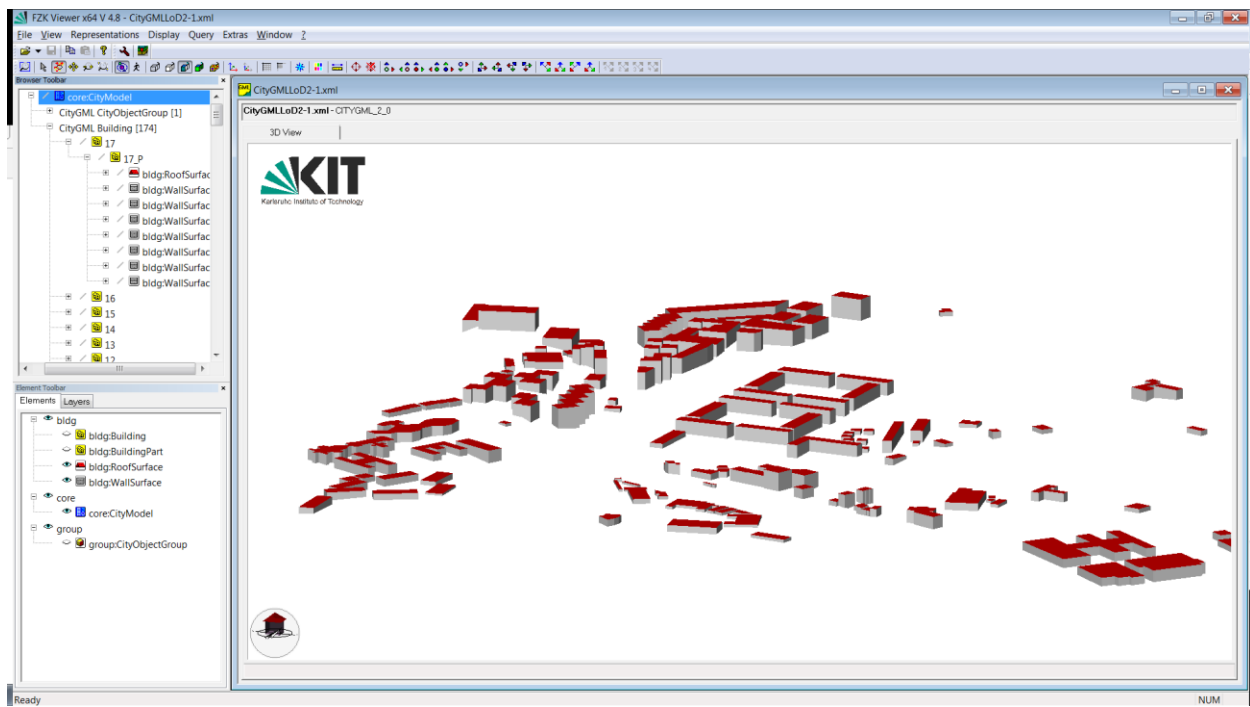 FZK Viewer x64 V 4.8 - CityGMLLoD2-1.xml
File View Representations Display Query Extras Window ?
Browser Toolbar
core:CityModel
CityGML CityObjectGroup [1]
CityGML Building [174]
17
17_P
bldg:RoofSurfac
bldg:WallSurfac
bldg:WallSurfac
bldg:WallSurfac
bldg:WallSurfac
bldg:WallSurfac
bldg:WallSurfac
bldg:WallSurfac
16
15
14
13
12
Element Toolbar
Elements Layers
bldg
bldg:Building
bldg:BuildingPart
bldg:RoofSurface
bldg:WallSurface
core
core:CityModel
group
group:CityObjectGroup
CityGMLLoD2-1.xml
CityGMLLoD2-1.xml - CITYGML_2_0
3D View
KIT
Karlsruhe Institute of Technology
Ready
NUM